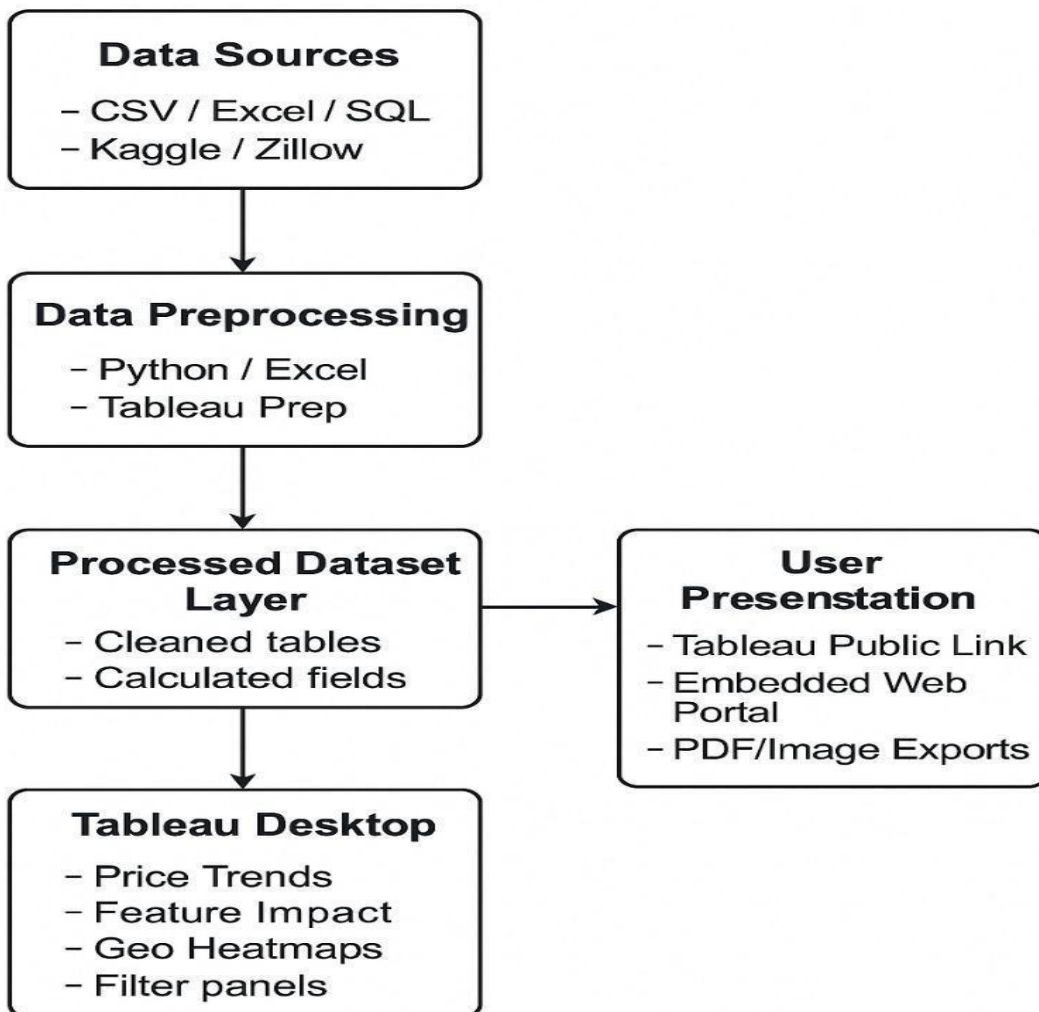 Data Sources
– CSV / Excel / SQL
– Kaggle / Zillow
Data Preprocessing
– Python / Excel
– Tableau Prep
Processed Dataset
Layer
– Cleaned tables
– Calculated fields
User
Presenstation
– Tableau Public Link
– Embedded Web
Portal
– PDF/Image Exports
Tableau Desktop
– Price Trends
– Feature Impact
– Geo Heatmaps
– Filter panels